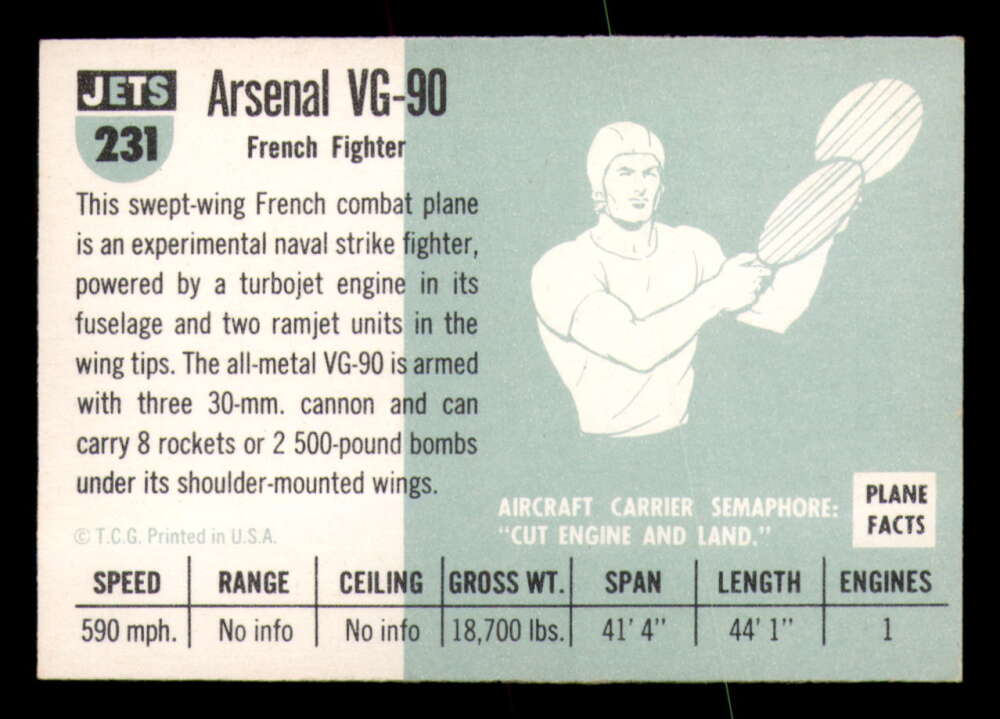 JETS
231
Arsenal VG-90
French Fighter
This swept-wing French combat plane
is an experimental naval strike fighter,
powered by a turbojet engine in its
fuselage and two ramjet units in the
wing tips. The all-metal VG-90 is armed
with three 30-mm. cannon and can
carry 8 rockets or 2 500-pound bombs
under its shoulder-mounted wings.
© T.C.G. Printed in U.S.A.
AIRCRAFT CARRIER SEMAPHORE:
"CUT ENGINE AND LAND."
PLANE
FACTS
SPEED RANGE CEILING GROSS WT. SPAN LENGTH ENGINES
590 mph. No info No info 18,700 lbs. 41' 4" 44' 1" 1